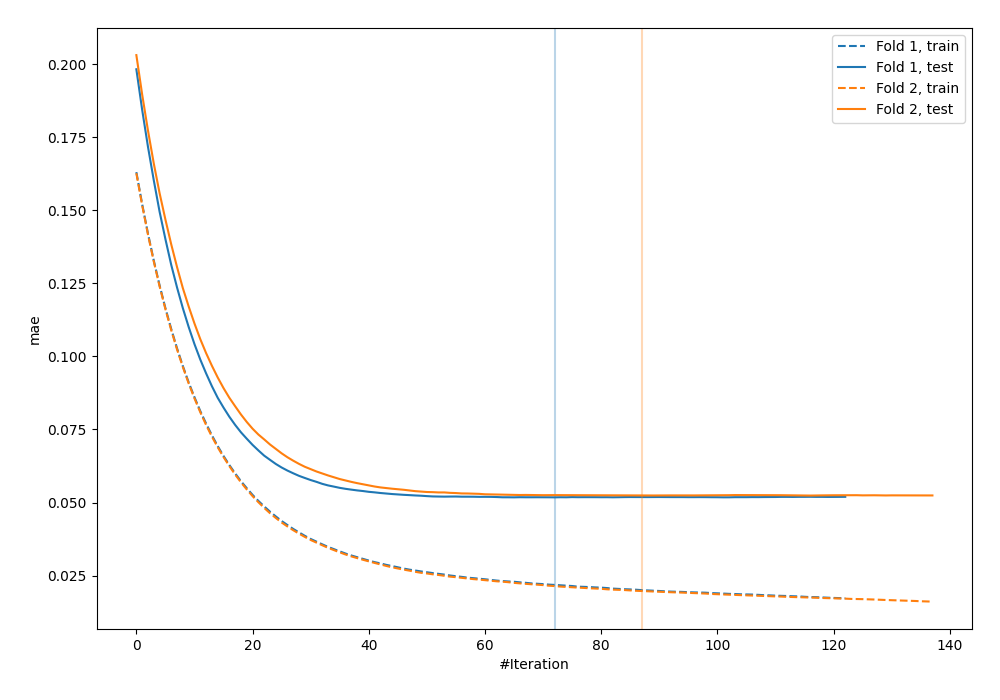 Fold 1, train
Fold 1, test
Fold 2, train
Fold 2, test
0.200
0.175
0.150
0.125
0.100
0.075
0.050
0.025
mae
0 20 40 60 80 100 120 140
#Iteration